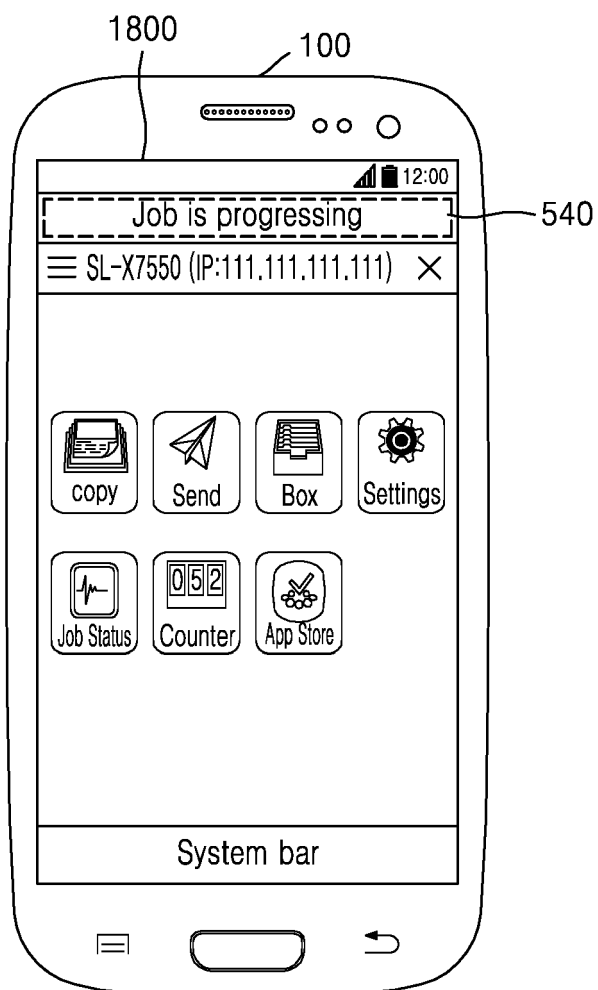 1800
100
12:00
Job is progressing
540
SL-X7550 (IP:111.111.111.111)
copy
Send
Box
Settings
052
Job Status
Counter
App Store
System bar